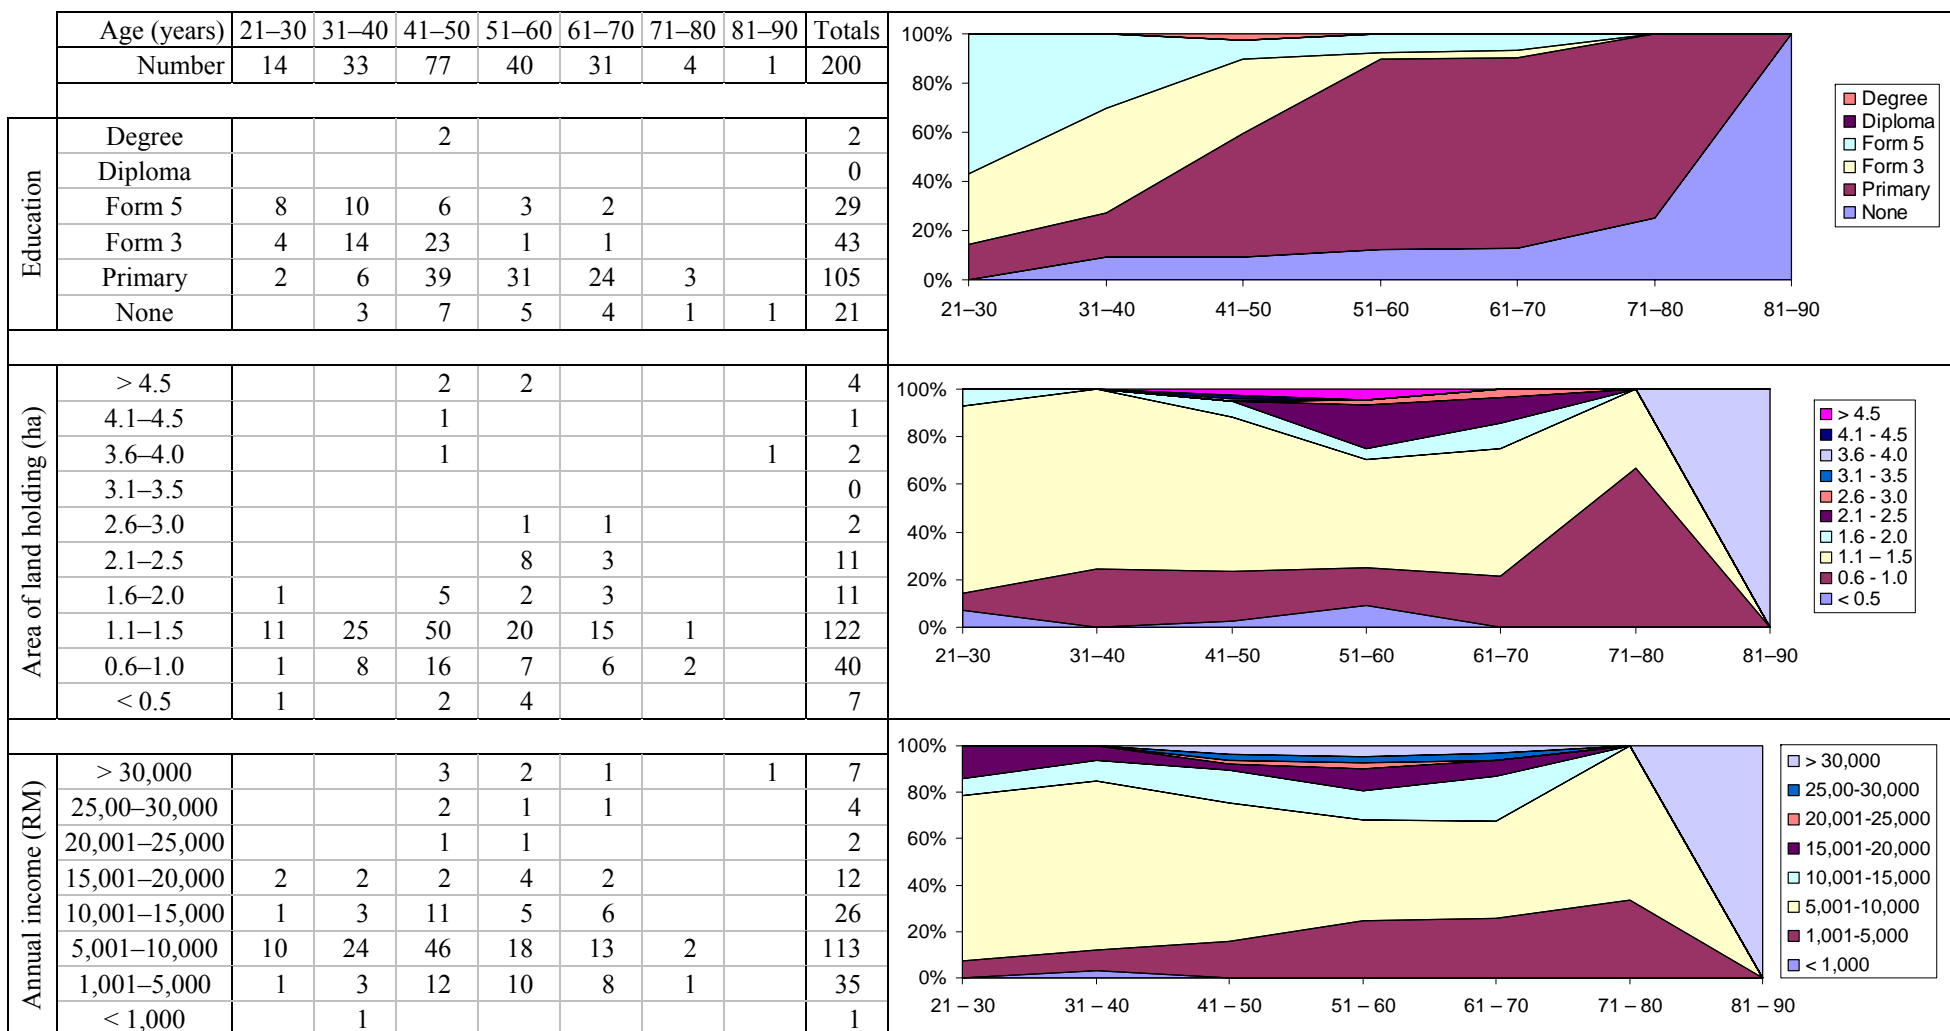 Age (years) 21–30 31–40 41–50 51–60 61–70 71–80 81–90 Totals
Number 14 33 77 40 31 4 1 200
Education
Degree 2 2
Diploma 0
Form 5 8 10 6 3 2 29
Form 3 4 14 23 1 1 43
Primary 2 6 39 31 24 3 105
None 3 7 5 4 1 1 21
100%
80%
60%
40%
20%
0%
21–30 31–40 41–50 51–60 61–70 71–80 81–90
Degree
Diploma
Form 5
Form 3
Primary
None
Area of land holding (ha)
> 4.5 2 2 4
4.1–4.5 1 1
3.6–4.0 1 1 2
3.1–3.5 0
2.6–3.0 1 1 2
2.1–2.5 8 3 11
1.6–2.0 1 5 2 3 11
1.1–1.5 11 25 50 20 15 1 122
0.6–1.0 1 8 16 7 6 2 40
< 0.5 1 2 4 7
100%
80%
60%
40%
20%
0%
21–30 31–40 41–50 51–60 61–70 71–80 81–90
> 4.5
4.1 - 4.5
3.6 - 4.0
3.1 - 3.5
2.6 - 3.0
2.1 - 2.5
1.6 - 2.0
1.1 – 1.5
0.6 - 1.0
< 0.5
Annual income (RM)
> 30,000 3 2 1 1 7
25,00–30,000 2 1 1 4
20,001–25,000 1 1 2
15,001–20,000 2 2 2 4 2 12
10,001–15,000 1 3 11 5 6 26
5,001–10,000 10 24 46 18 13 2 113
1,001–5,000 1 3 12 10 8 1 35
< 1,000 1 1
100%
80%
60%
40%
20%
0%
21 – 30 31 – 40 41 – 50 51 – 60 61 – 70 71 – 80 81 – 90
> 30,000
25,00-30,000
20,001-25,000
15,001-20,000
10,001-15,000
5,001-10,000
1,001-5,000
< 1,000